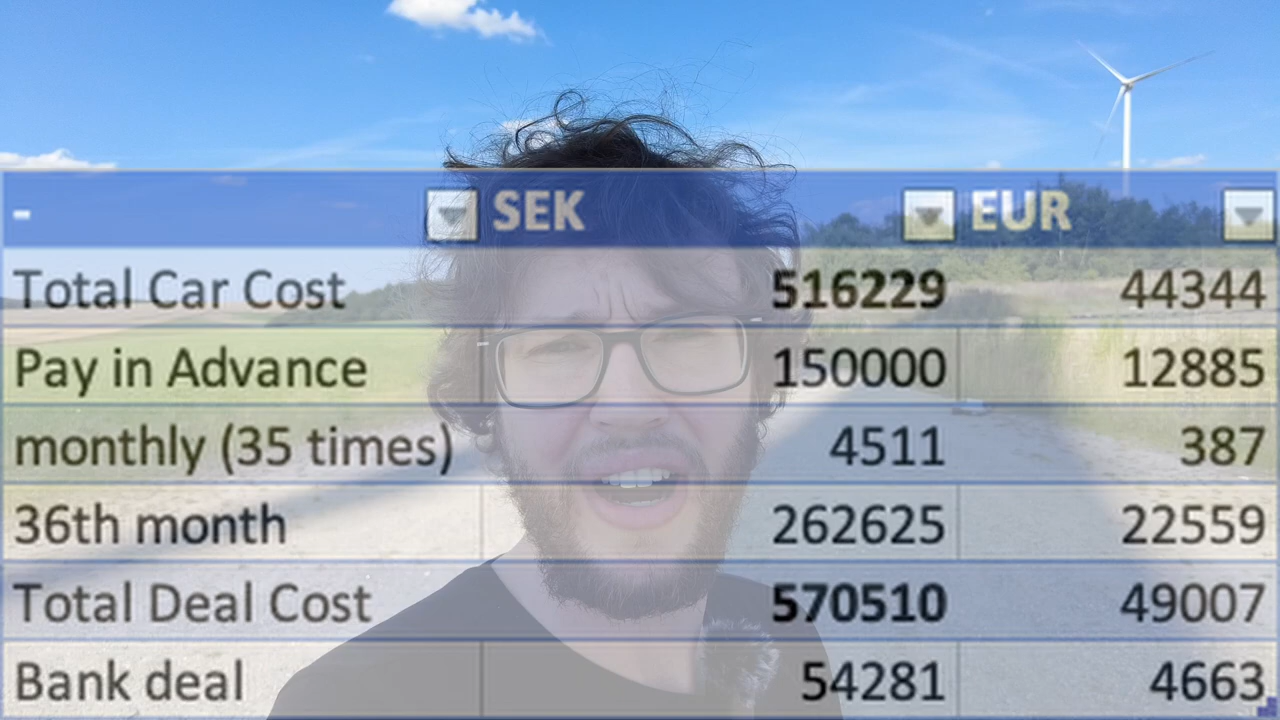 - SEK EUR
Total Car Cost 516229 44344
Pay in Advance 150000 12885
monthly (35 times) 4511 387
36th month 262625 22559
Total Deal Cost 570510 49007
Bank deal 54281 4663